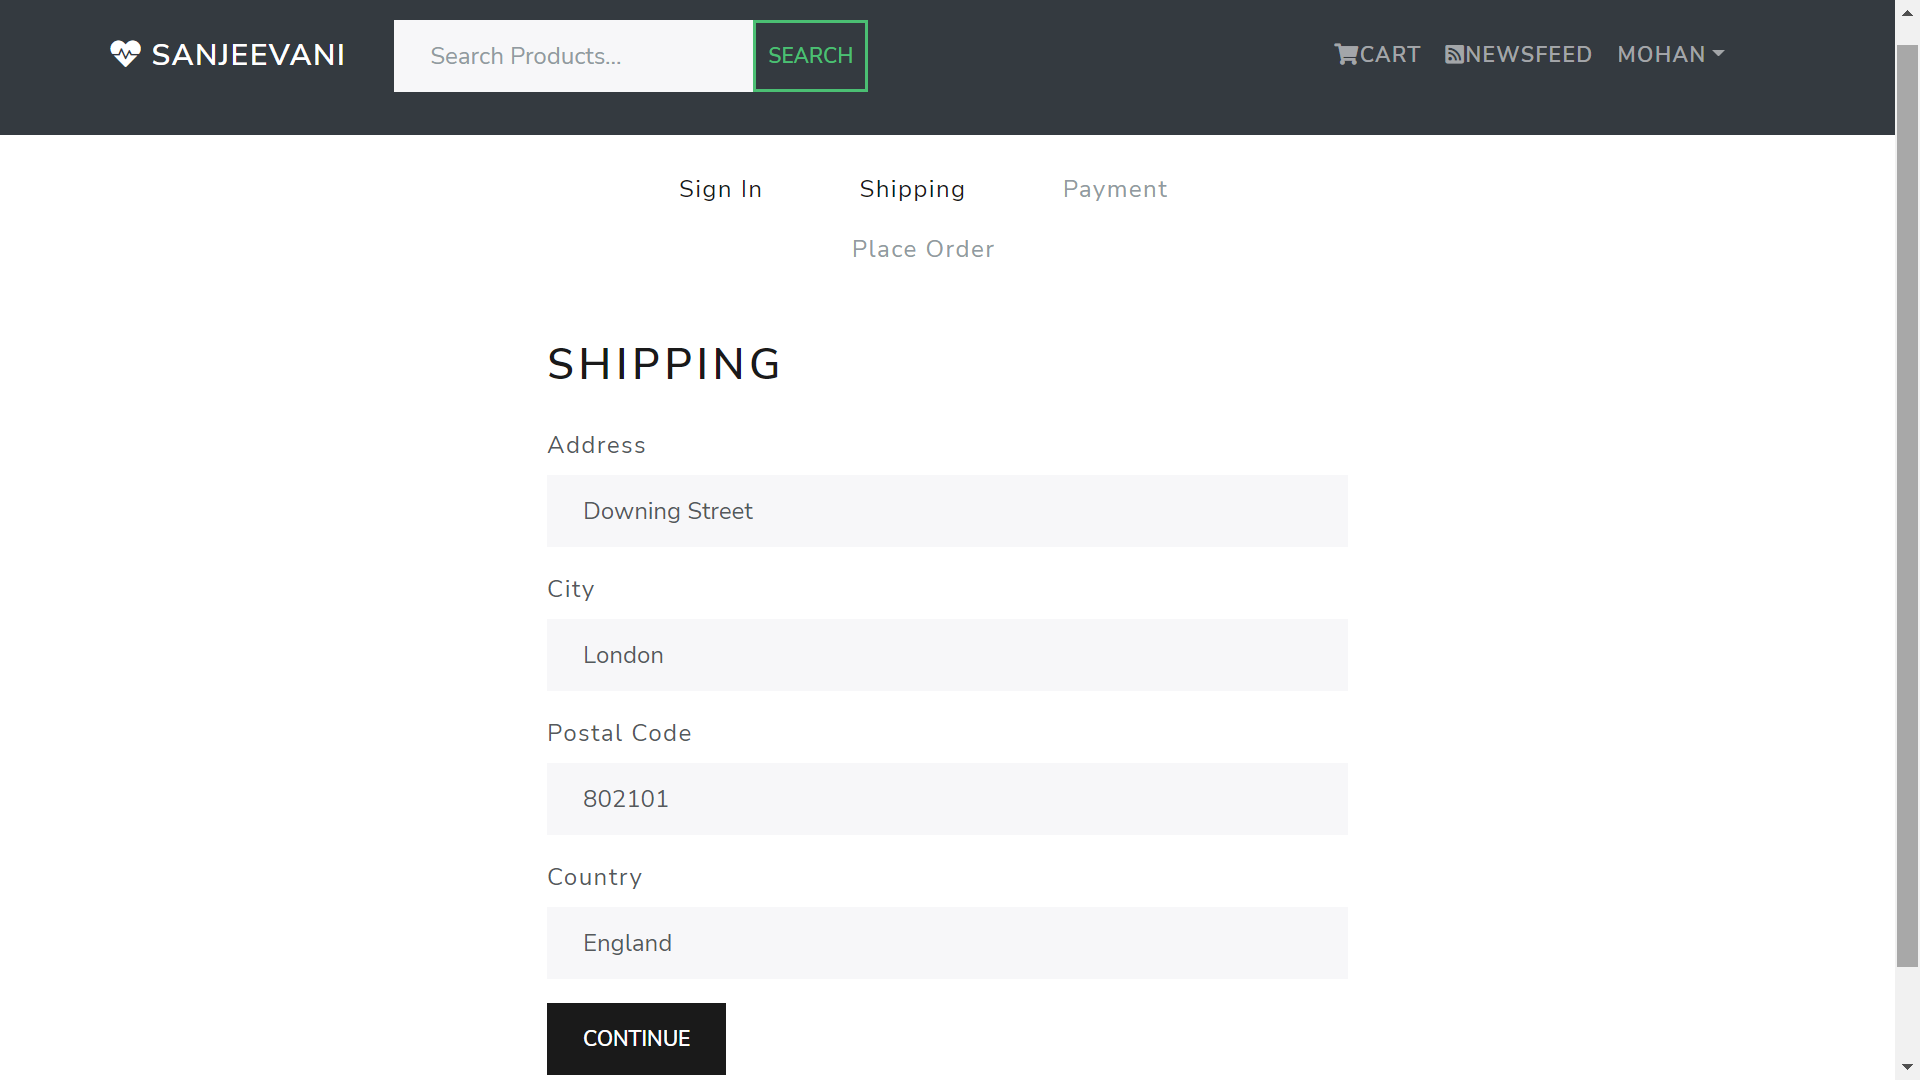 SANJEEVANI Search Products... SEARCH CART NEWSFEED MOHAN
Sign In Shipping Payment
Place Order
SHIPPING
Address
Downing Street
City
London
Postal Code
802101
Country
England
CONTINUE